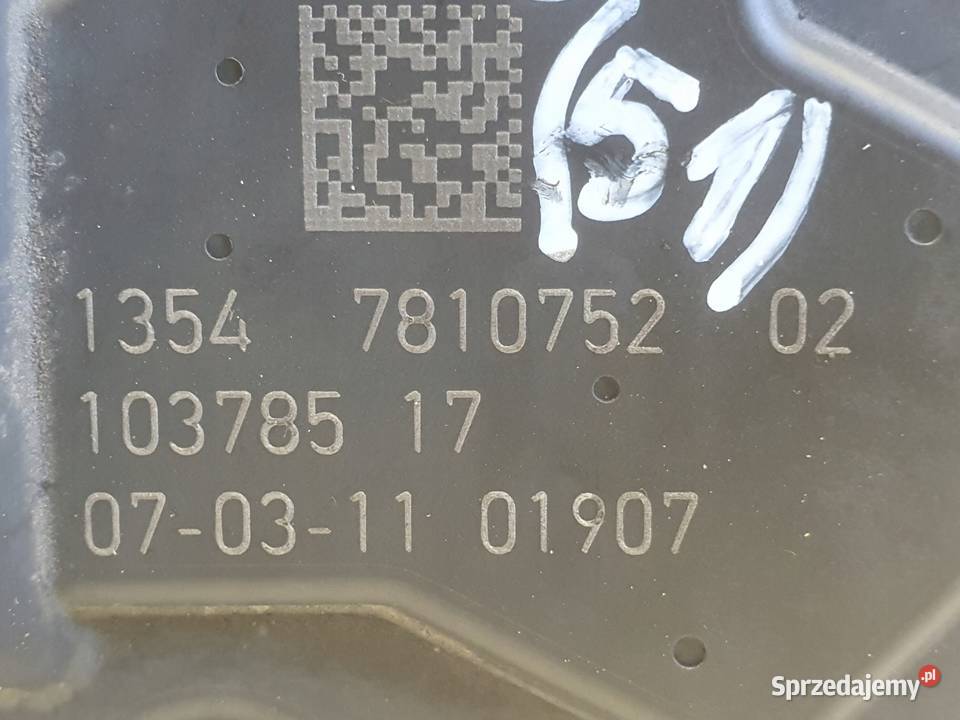 (51)
1354 7810752 02
103785 17
07-03-11 01907
Sprzedajemy.pl